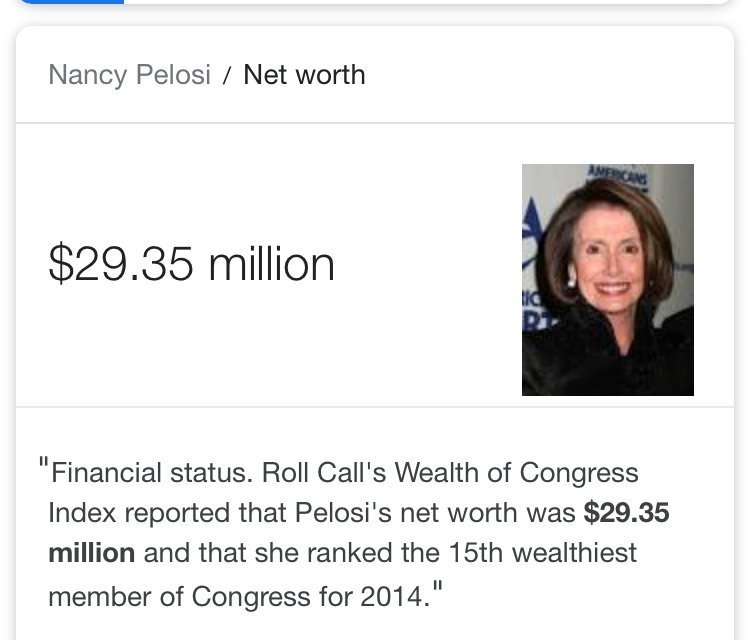 Nancy Pelosi / Net worth
AMERICANS
$29.35 million
"Financial status. Roll Call's Wealth of Congress
Index reported that Pelosi's net worth was $29.35
million and that she ranked the 15th wealthiest
member of Congress for 2014."